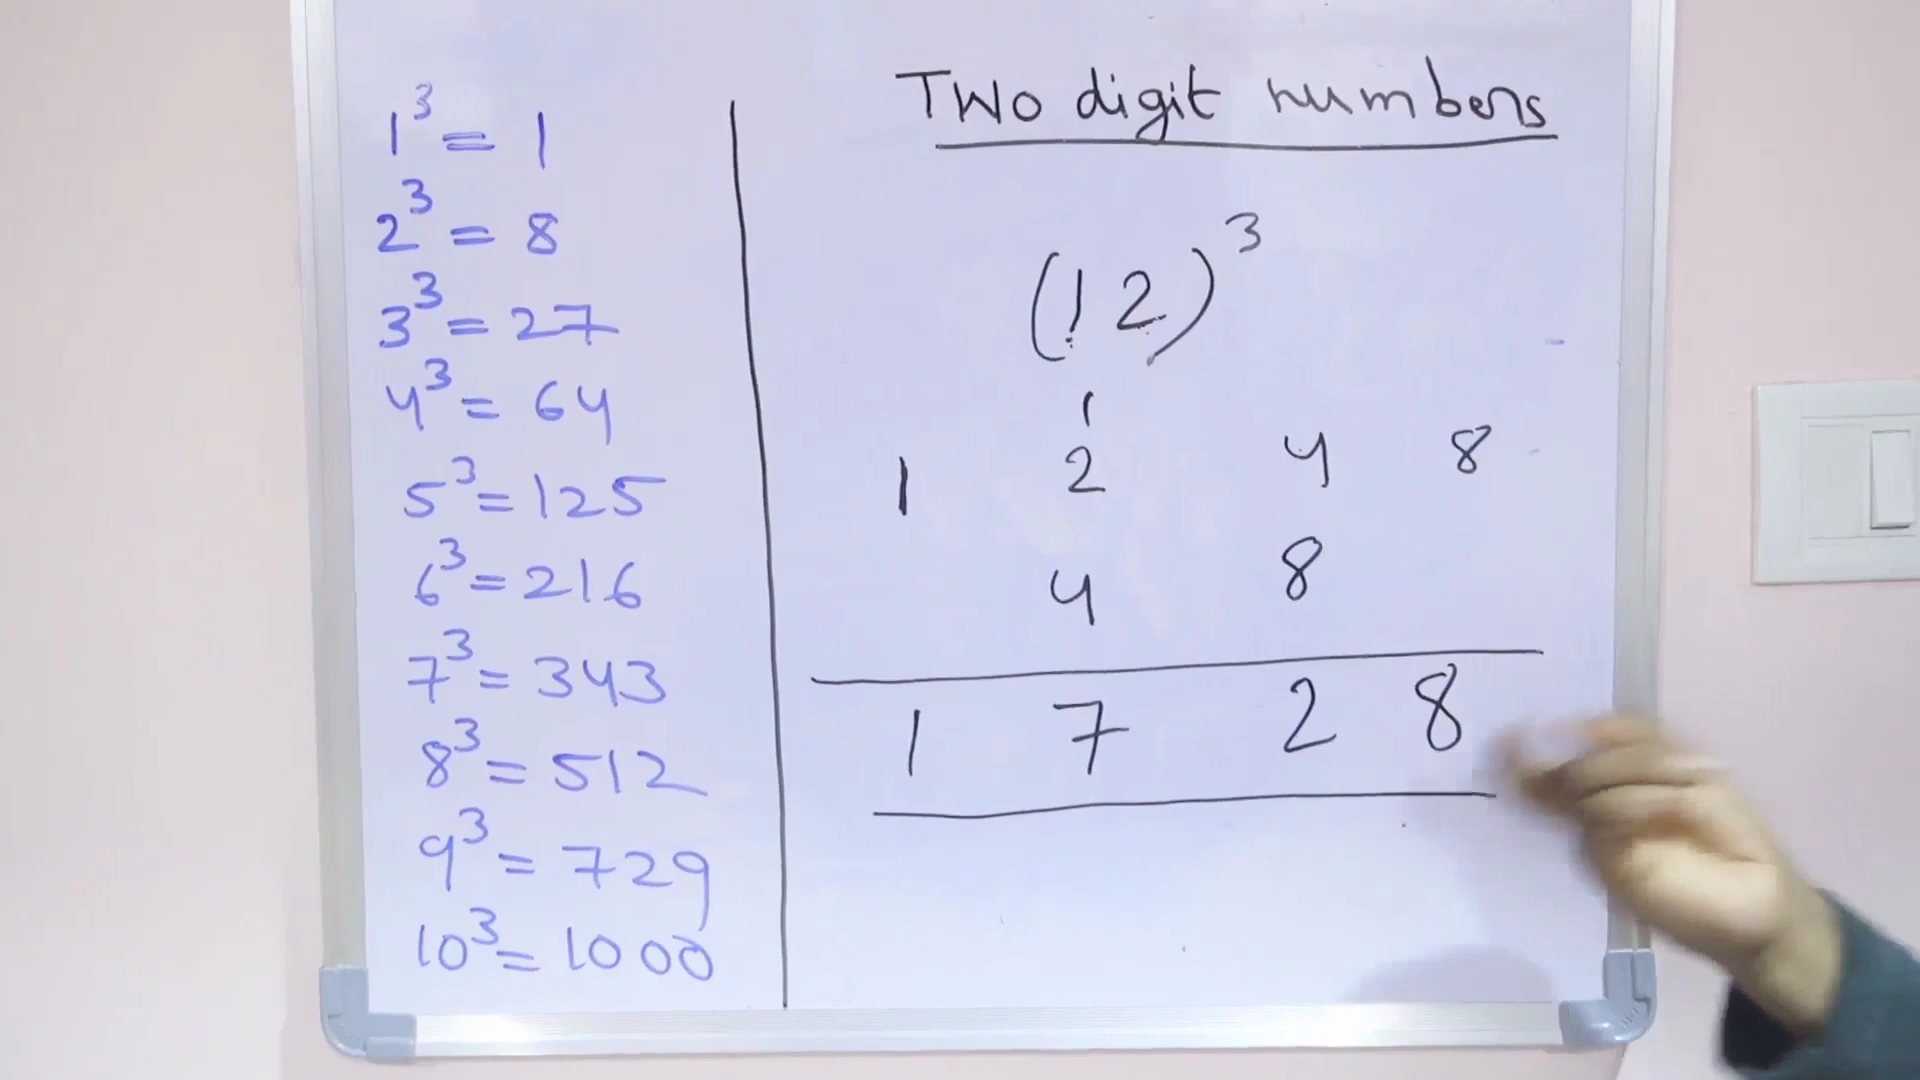 1³ = 1
2³ = 8
3³ = 27
4³ = 64
5³ = 125
6³ = 216
7³ = 343
8³ = 512
9³ = 729
10³ = 1000
Two digit numbers
(12)³
1
1 2 4 8
4 8
1 7 2 8